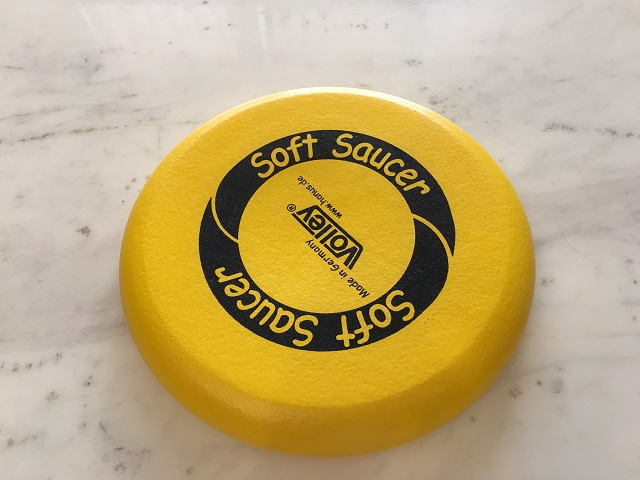 Soft Saucer
www.hanus.de
volley®
Made in Germany
Soft Saucer